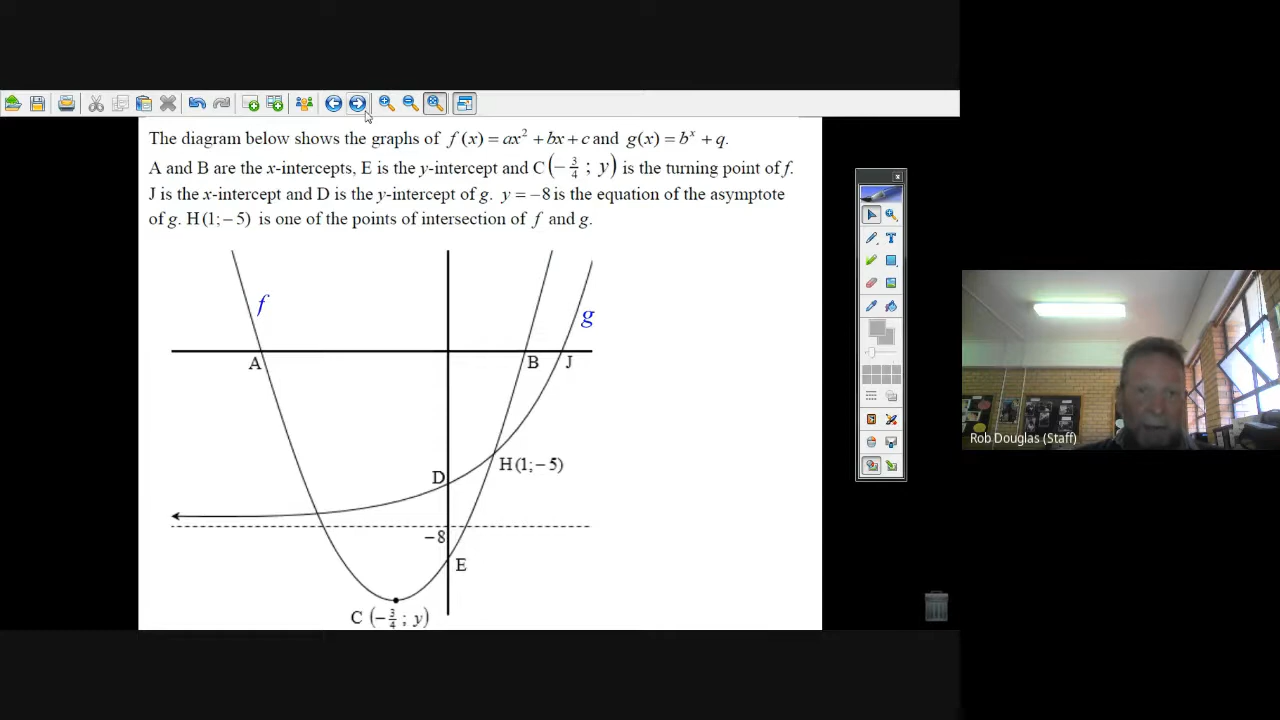 The diagram below shows the graphs of f(x) = ax² + bx + c and g(x) = bˣ + q.
A and B are the x-intercepts, E is the y-intercept and C(−3/4 ; y) is the turning point of f.
J is the x-intercept and D is the y-intercept of g. y = −8 is the equation of the asymptote
of g. H(1;−5) is one of the points of intersection of f and g.
f
g
A
B
J
D
H(1;−5)
−8
E
C (−3/4 ; y)
Rob Douglas (Staff)